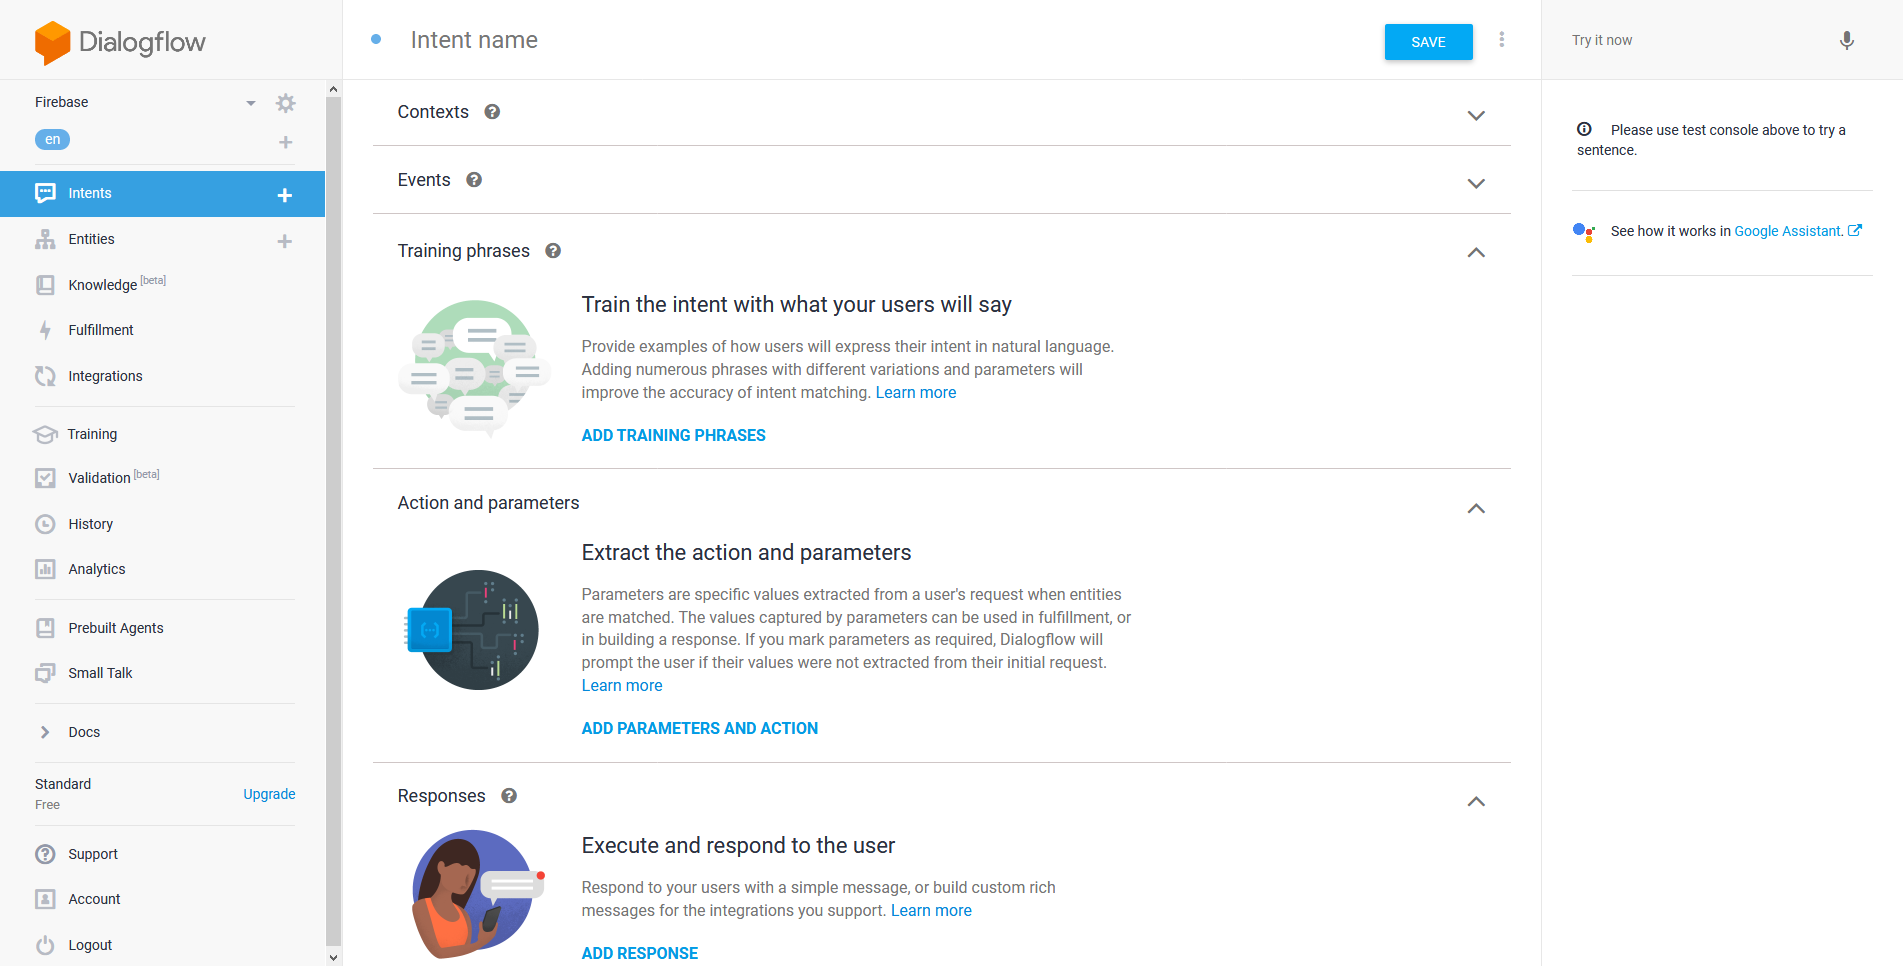 Dialogflow
Firebase
en
Intents
Entities
Knowledge [beta]
Fulfillment
Integrations
Training
Validation [beta]
History
Analytics
Prebuilt Agents
Small Talk
Docs
Standard
Free
Upgrade
Support
Account
Logout
Intent name
SAVE
Contexts
Events
Training phrases
Train the intent with what your users will say
Provide examples of how users will express their intent in natural language.
Adding numerous phrases with different variations and parameters will
improve the accuracy of intent matching. Learn more
ADD TRAINING PHRASES
Action and parameters
Extract the action and parameters
Parameters are specific values extracted from a user's request when entities
are matched. The values captured by parameters can be used in fulfillment, or
in building a response. If you mark parameters as required, Dialogflow will
prompt the user if their values were not extracted from their initial request.
Learn more
ADD PARAMETERS AND ACTION
Responses
Execute and respond to the user
Respond to your users with a simple message, or build custom rich
messages for the integrations you support. Learn more
ADD RESPONSE
Try it now
Please use test console above to try a
sentence.
See how it works in Google Assistant.